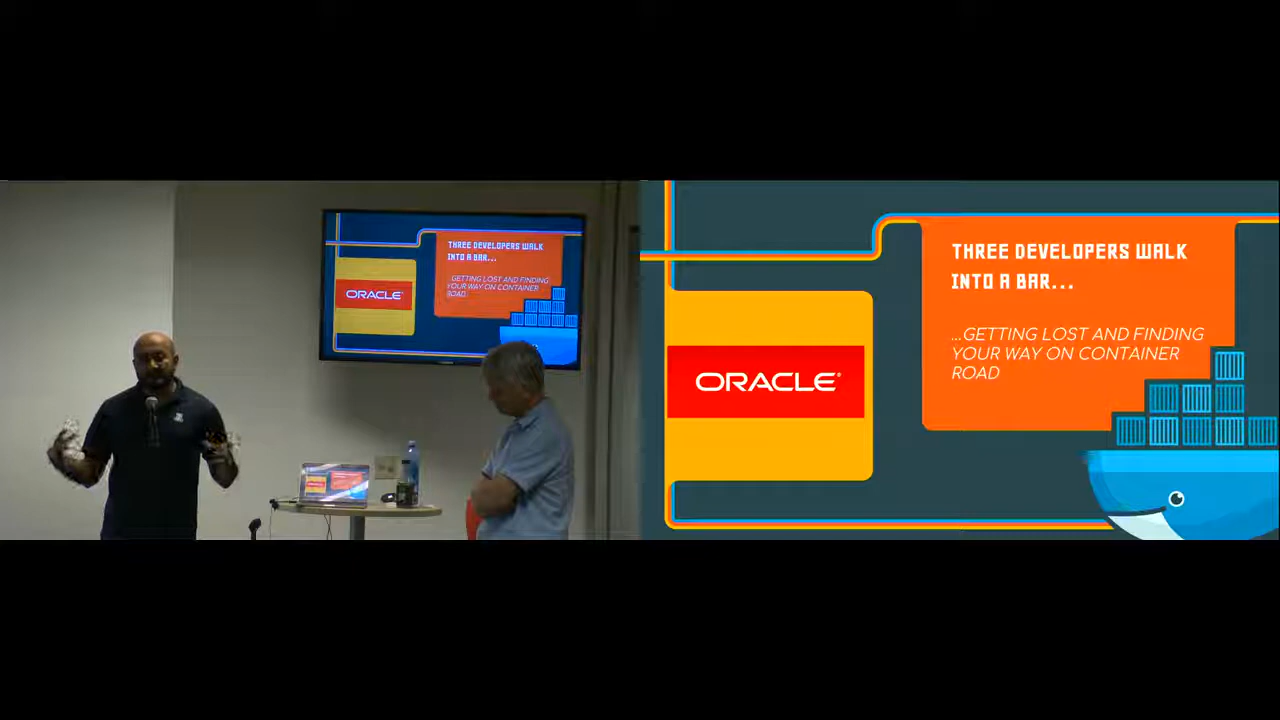 THREE DEVELOPERS WALK
INTO A BAR...
...GETTING LOST AND FINDING
YOUR WAY ON CONTAINER
ROAD
ORACLE
THREE DEVELOPERS WALK
INTO A BAR...
...GETTING LOST AND FINDING
YOUR WAY ON CONTAINER
ROAD
ORACLE®